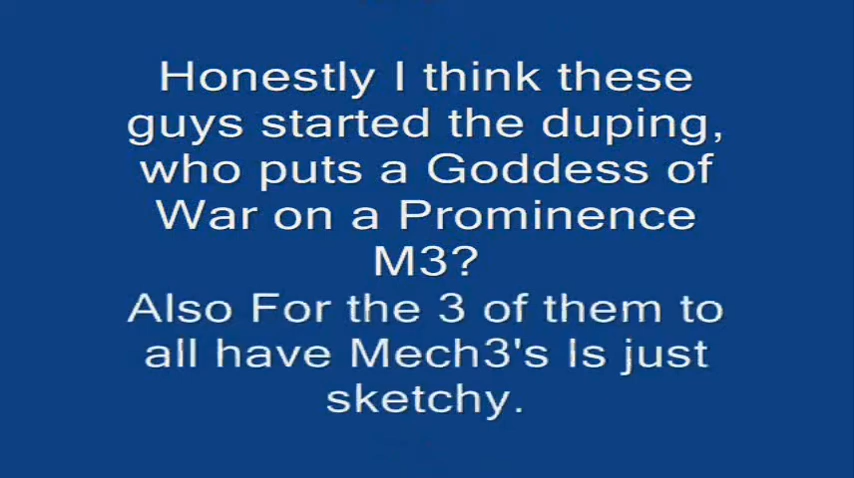 Honestly I think these
guys started the duping,
who puts a Goddess of
War on a Prominence
M3?
Also For the 3 of them to
all have Mech3's Is just
sketchy.